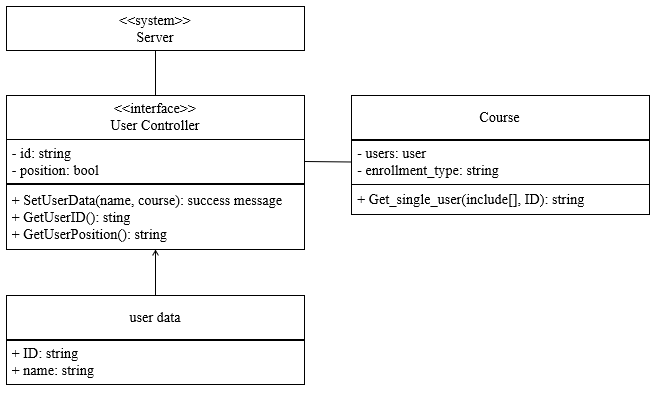 <<system>>
Server
<<interface>>
User Controller
- id: string
- position: bool
+ SetUserData(name, course): success message
+ GetUserID(): sting
+ GetUserPosition(): string
Course
- users: user
- enrollment_type: string
+ Get_single_user(include[], ID): string
user data
+ ID: string
+ name: string